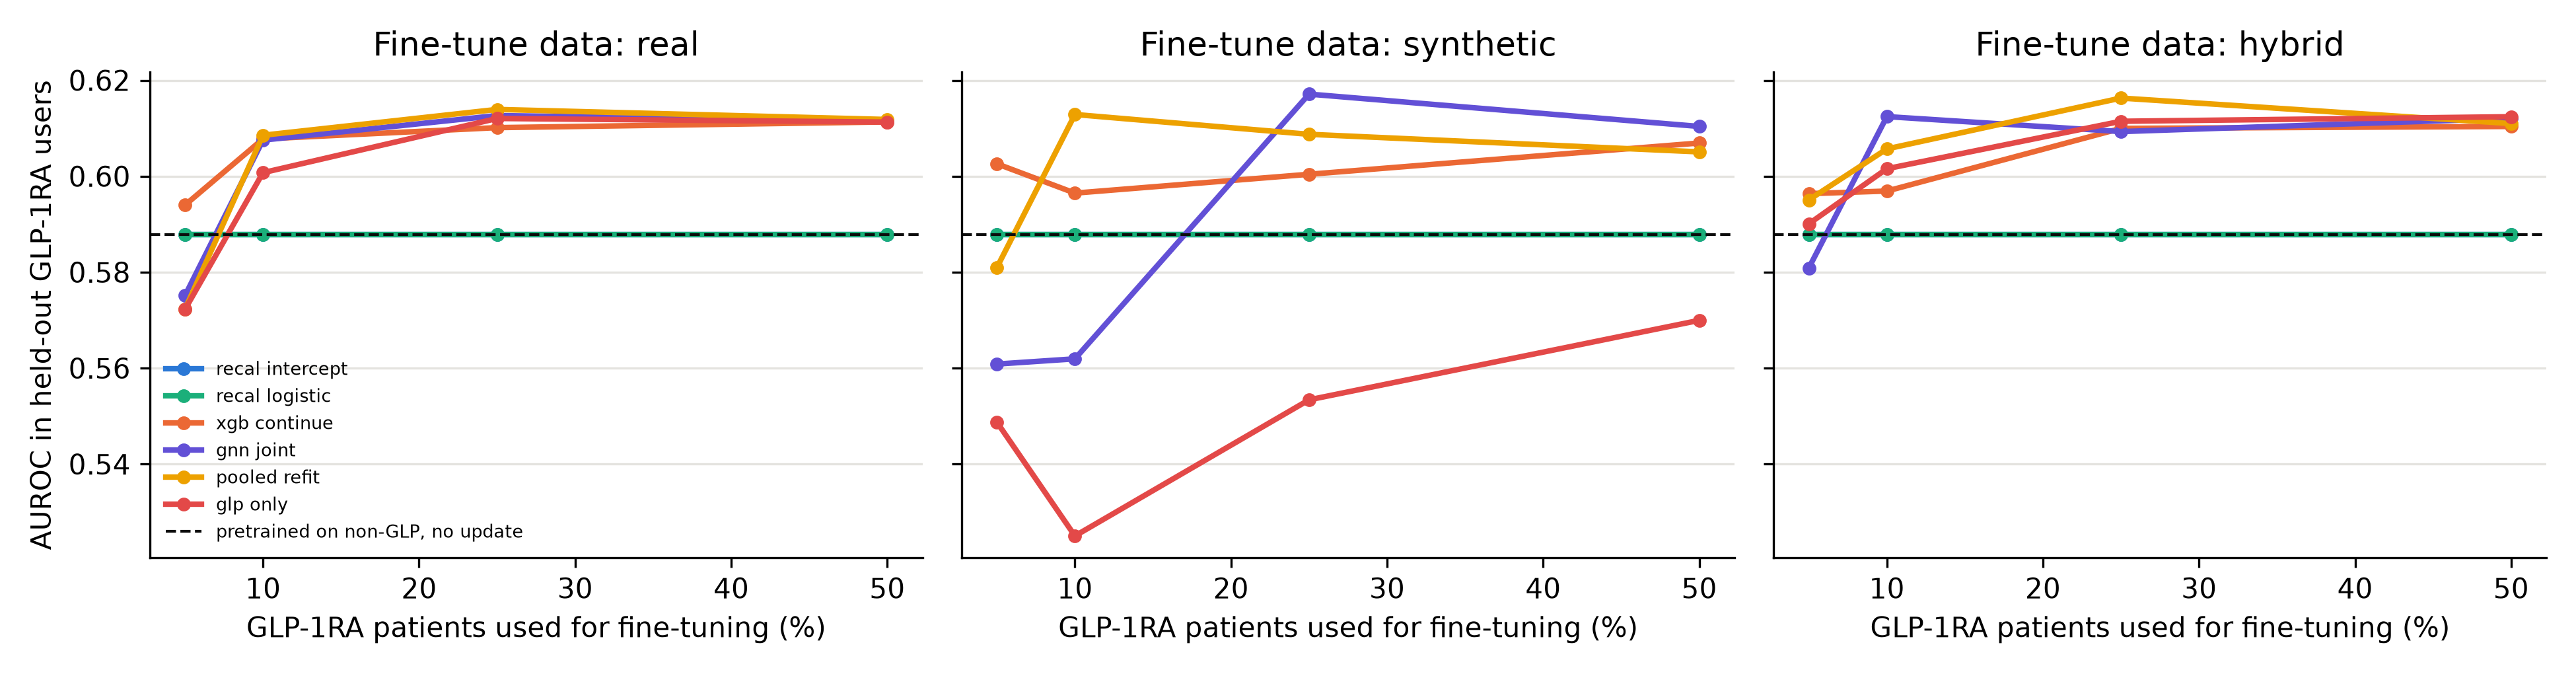 Fine-tune data: real
Fine-tune data: synthetic
Fine-tune data: hybrid
AUROC in held-out GLP-1RA users
0.62
0.60
0.58
0.56
0.54
recal intercept
recal logistic
xgb continue
gnn joint
pooled refit
glp only
pretrained on non-GLP, no update
10 20 30 40 50
10 20 30 40 50
10 20 30 40 50
GLP-1RA patients used for fine-tuning (%)
GLP-1RA patients used for fine-tuning (%)
GLP-1RA patients used for fine-tuning (%)